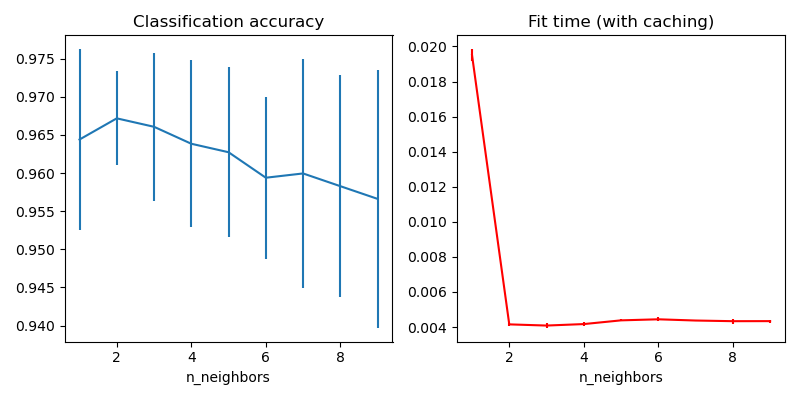 Classification accuracy
0.975
0.970
0.965
0.960
0.955
0.950
0.945
0.940
2 4 6 8
n_neighbors
Fit time (with caching)
0.020
0.018
0.016
0.014
0.012
0.010
0.008
0.006
0.004
2 4 6 8
n_neighbors